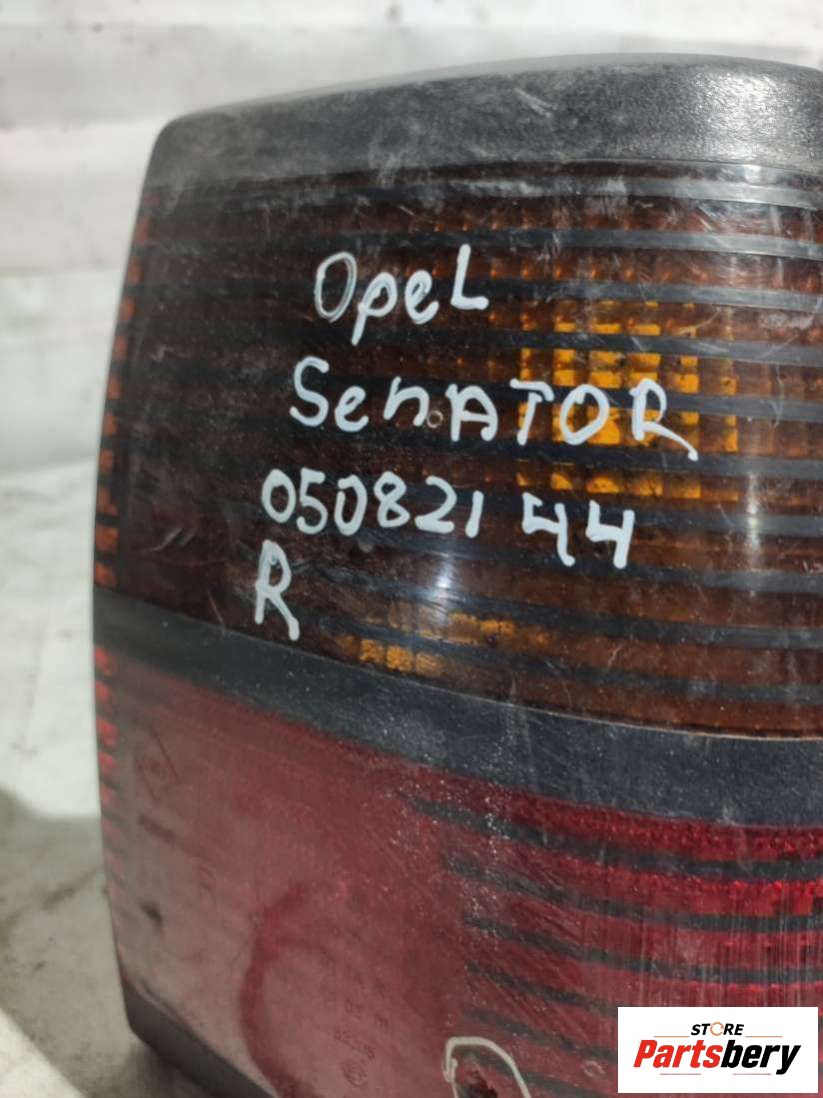 OpeL
SenATOR
05082144
R
STORE
Partsbery